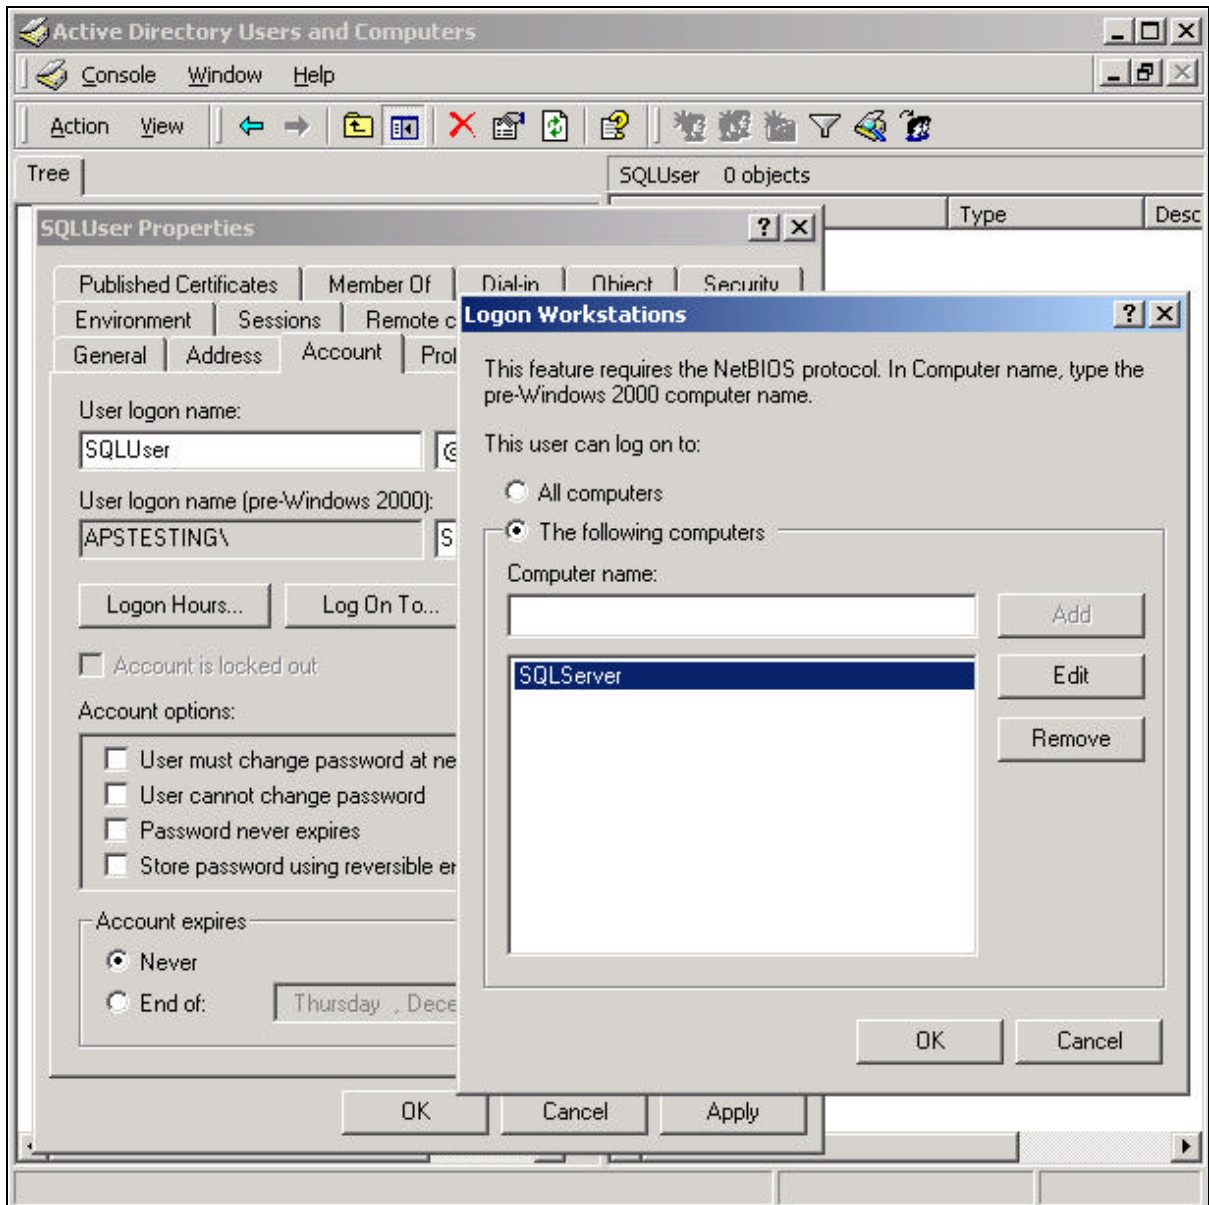 Active Directory Users and Computers
Console Window Help
Action View
Tree
SQLUser 0 objects
Type Desc
SQLUser Properties
Published Certificates Member Of Dial-in Object Security
Environment Sessions Remote c
General Address Account Prof
User logon name:
SQLUser @
User logon name (pre-Windows 2000):
APSTESTING\ S
Logon Hours... Log On To...
Account is locked out
Account options:
User must change password at ne
User cannot change password
Password never expires
Store password using reversible er
Account expires
Never
End of: Thursday , Dece
OK Cancel Apply
Logon Workstations
This feature requires the NetBIOS protocol. In Computer name, type the
pre-Windows 2000 computer name.
This user can log on to:
All computers
The following computers
Computer name:
Add
SQLServer
Edit
Remove
OK Cancel